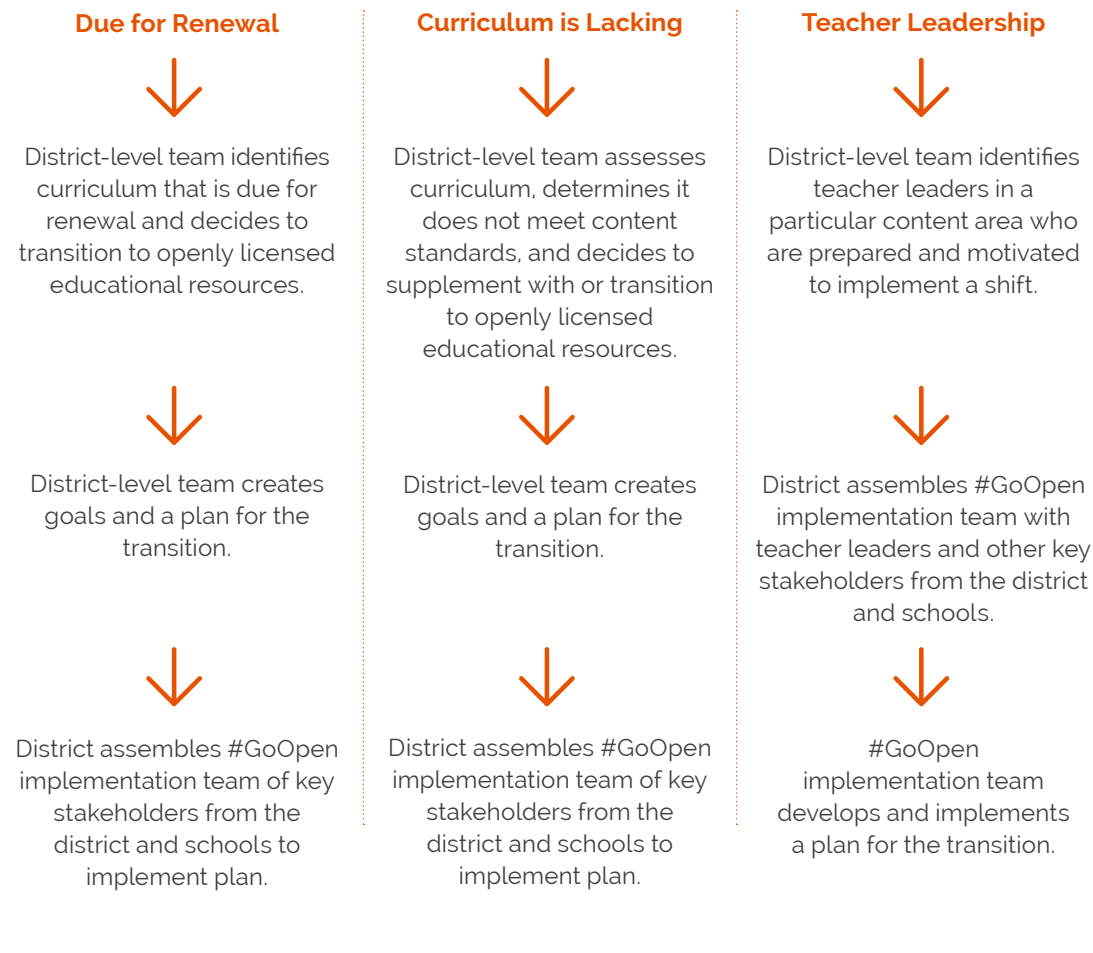 Due for Renewal
District-level team identifies
curriculum that is due for
renewal and decides to
transition to openly licensed
educational resources.
District-level team creates
goals and a plan for the
transition.
District assembles #GoOpen
implementation team of key
stakeholders from the
district and schools to
implement plan.
Curriculum is Lacking
District-level team assesses
curriculum, determines it
does not meet content
standards, and decides to
supplement with or transition
to openly licensed
educational resources.
District-level team creates
goals and a plan for the
transition.
District assembles #GoOpen
implementation team of key
stakeholders from the
district and schools to
implement plan.
Teacher Leadership
District-level team identifies
teacher leaders in a
particular content area who
are prepared and motivated
to implement a shift.
District assembles #GoOpen
implementation team with
teacher leaders and other key
stakeholders from the district
and schools.
#GoOpen
implementation team
develops and implements
a plan for the transition.